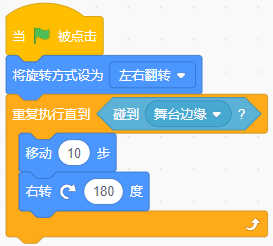 当 被点击
将旋转方式设为 左右翻转
重复执行直到 碰到 舞台边缘 ?
移动 10 步
右转 180 度